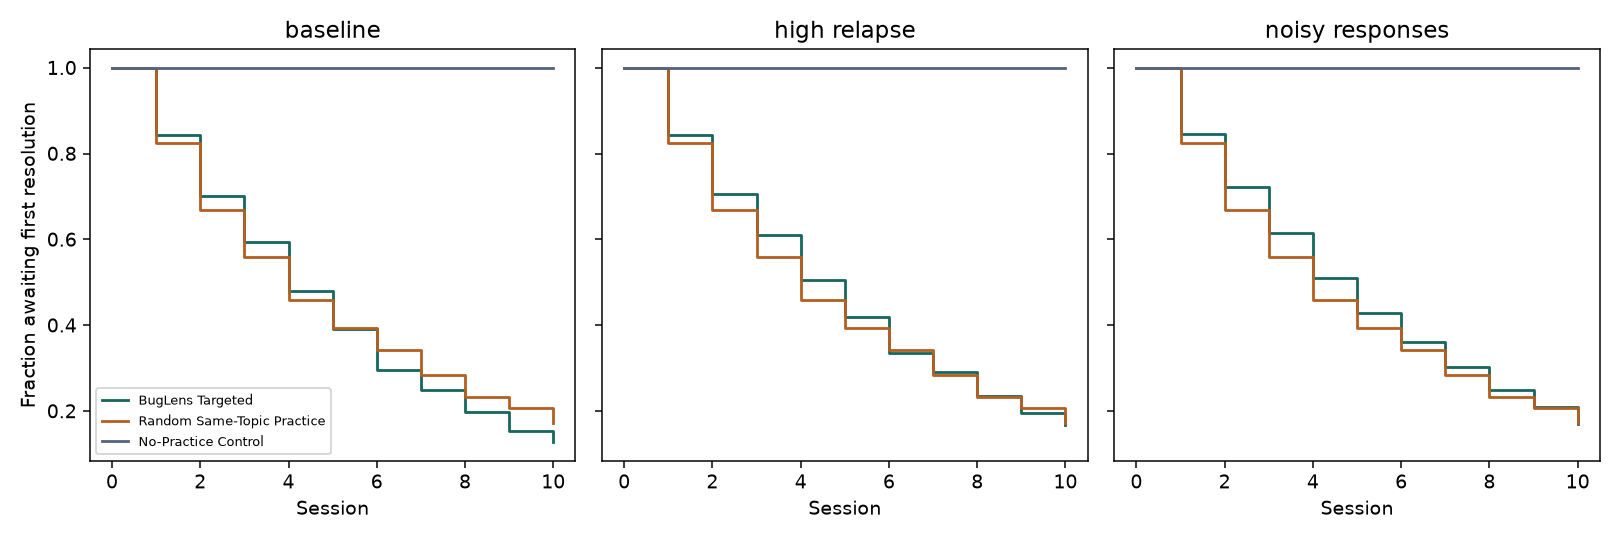 baseline
high relapse
noisy responses
Fraction awaiting first resolution
1.0
0.8
0.6
0.4
0.2
BugLens Targeted
Random Same-Topic Practice
No-Practice Control
0 2 4 6 8 10
0 2 4 6 8 10
0 2 4 6 8 10
Session
Session
Session